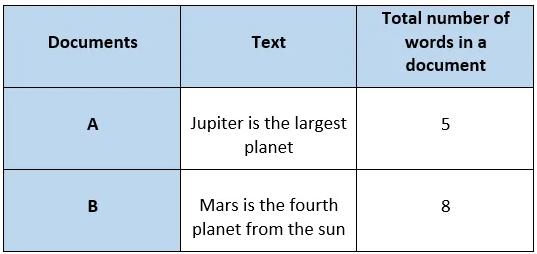 Documents
Text
Total number of
words in a
document
A
Jupiter is the largest
planet
5
B
Mars is the fourth
planet from the sun
8